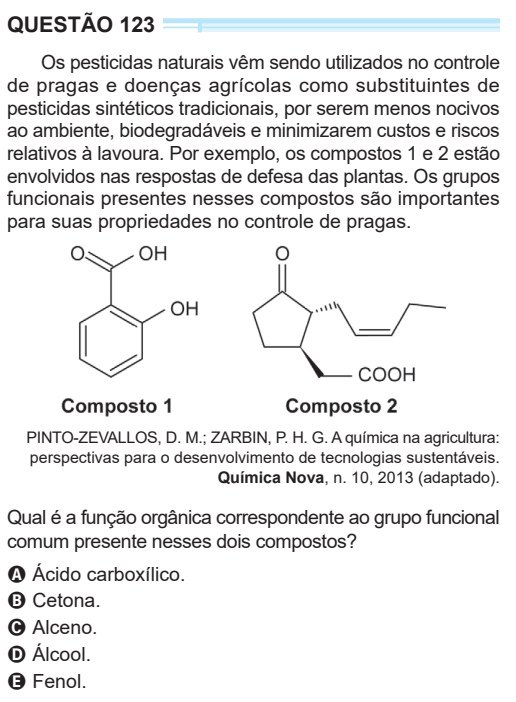 QUESTÃO 123
Os pesticidas naturais vêm sendo utilizados no controle
de pragas e doenças agrícolas como substituintes de
pesticidas sintéticos tradicionais, por serem menos nocivos
ao ambiente, biodegradáveis e minimizarem custos e riscos
relativos à lavoura. Por exemplo, os compostos 1 e 2 estão
envolvidos nas respostas de defesa das plantas. Os grupos
funcionais presentes nesses compostos são importantes
para suas propriedades no controle de pragas.
O OH
OH
O
COOH
Composto 1
Composto 2
PINTO-ZEVALLOS, D. M.; ZARBIN, P. H. G. A química na agricultura:
perspectivas para o desenvolvimento de tecnologias sustentáveis.
Química Nova, n. 10, 2013 (adaptado).
Qual é a função orgânica correspondente ao grupo funcional
comum presente nesses dois compostos?
A Ácido carboxílico.
B Cetona.
C Alceno.
D Álcool.
E Fenol.